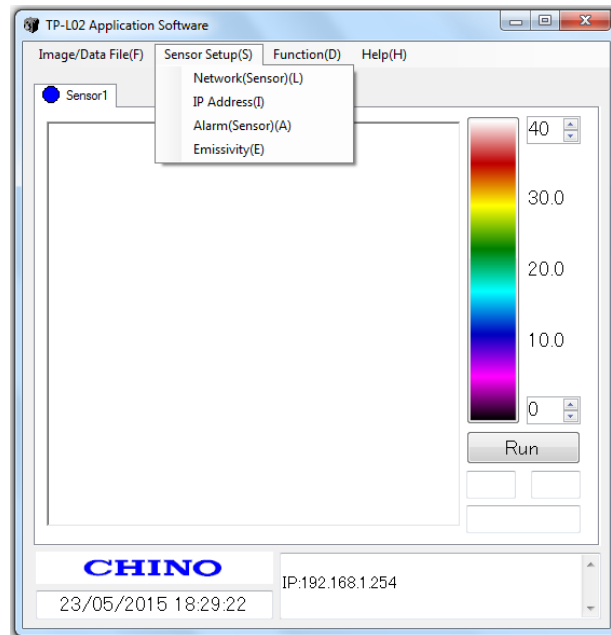 TP-L02 Application Software
Image/Data File(F) Sensor Setup(S) Function(D) Help(H)
Network(Sensor)(L)
IP Address(I)
Alarm(Sensor)(A)
Emissivity(E)
Sensor1
40
30.0
20.0
10.0
0
Run
CHINO
23/05/2015 18:29:22
IP:192.168.1.254